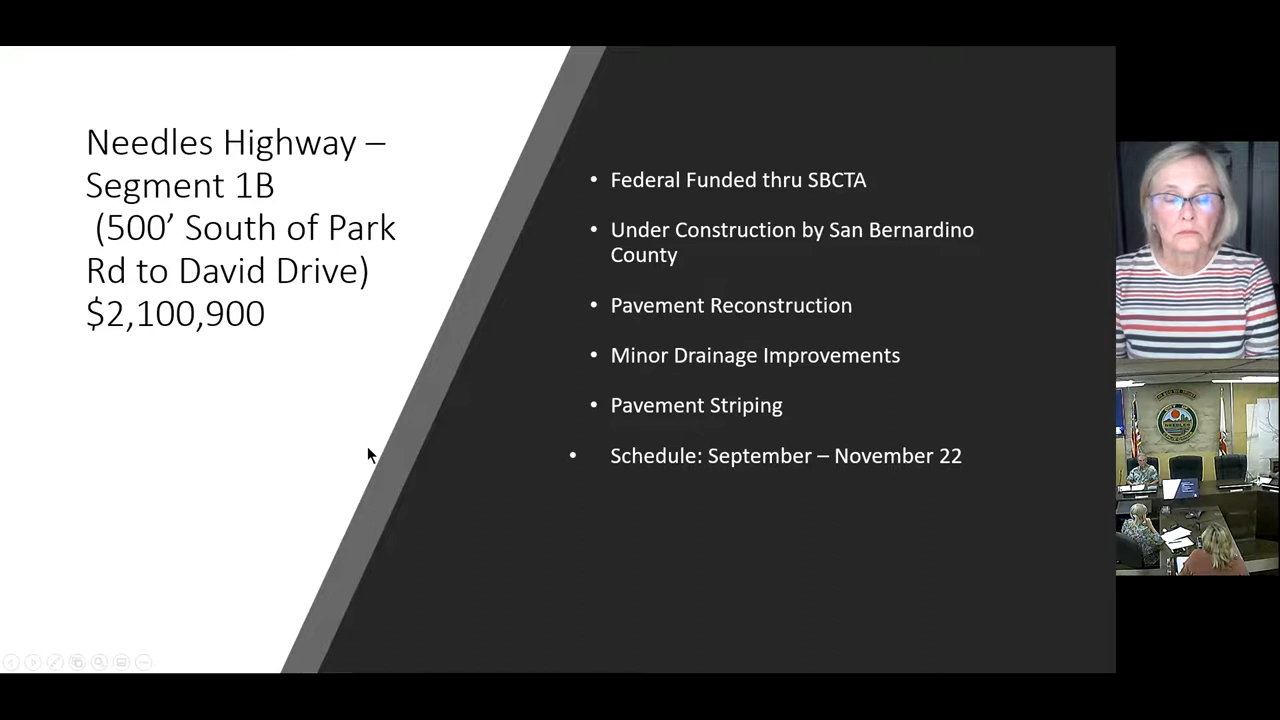 Needles Highway –
Segment 1B
(500’ South of Park
Rd to David Drive)
$2,100,900
• Federal Funded thru SBCTA
• Under Construction by San Bernardino
County
• Pavement Reconstruction
• Minor Drainage Improvements
• Pavement Striping
• Schedule: September – November 22
NEEDLES